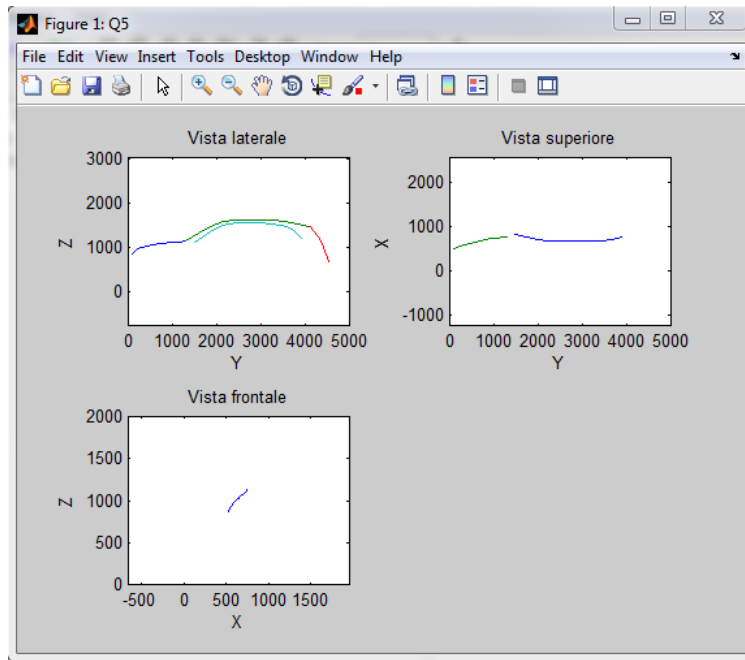 Figure 1: Q5
File Edit View Insert Tools Desktop Window Help
Vista laterale
3000
2000
1000
0
Z
0 1000 2000 3000 4000 5000
Y
Vista superiore
2000
1000
0
-1000
X
0 1000 2000 3000 4000 5000
Y
Vista frontale
2000
1500
1000
500
0
Z
-500 0 500 1000 1500
X